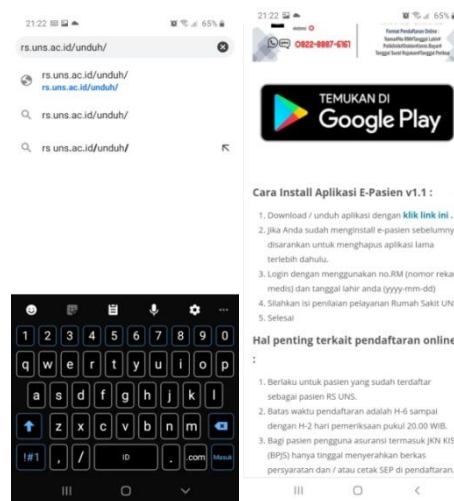 21:22
65%
rs.uns.ac.id/unduh/
rs.uns.ac.id/unduh/
rs.uns.ac.id/unduh/
rs.uns.ac.id/unduh/
rs uns.ac.id/unduh/
1 2 3 4 5 6 7 8 9 0
q w e r t y u i o p
a s d f g h j k l
z x c v b n m
!#1 , / ID . .com Masuk
21:22
65%
0822-8887-6161
Format Pendaftaran Online :
TEMUKAN DI
Google Play
Cara Install Aplikasi E-Pasien v1.1 :
1. Download / unduh aplikasi dengan klik link ini .
2. Jika Anda sudah menginstall e-pasien sebelumny
disarankan untuk menghapus aplikasi lama
terlebih dahulu.
3. Login dengan menggunakan no.RM (nomor rekar
medis) dan tanggal lahir anda (yyyy-mm-dd)
4. Silahkan isi penilaian pelayanan Rumah Sakit UN
5. Selesai
Hal penting terkait pendaftaran online
:
1. Berlaku untuk pasien yang sudah terdaftar
sebagai pasien RS UNS.
2. Batas waktu pendaftaran adalah H-6 sampai
dengan H-2 hari pemeriksaan pukul 20.00 WIB.
3. Bagi pasien pengguna asuransi termasuk JKN KIS
(BPJS) hanya tinggal menyerahkan berkas
persyaratan dan / atau cetak SEP di pendaftaran.